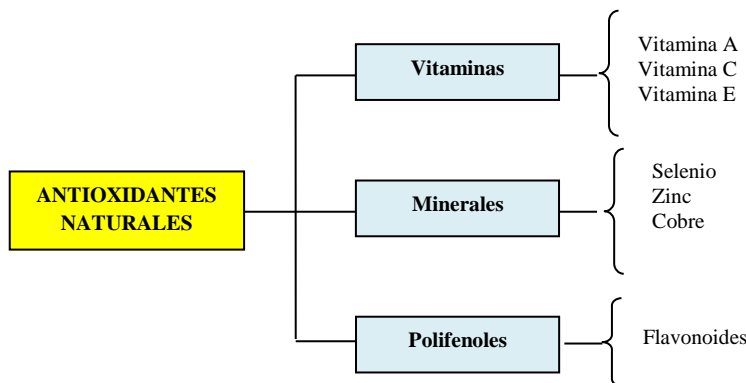 ANTIOXIDANTES
NATURALES
Vitaminas
Vitamina A
Vitamina C
Vitamina E
Minerales
Selenio
Zinc
Cobre
Polifenoles
Flavonoides